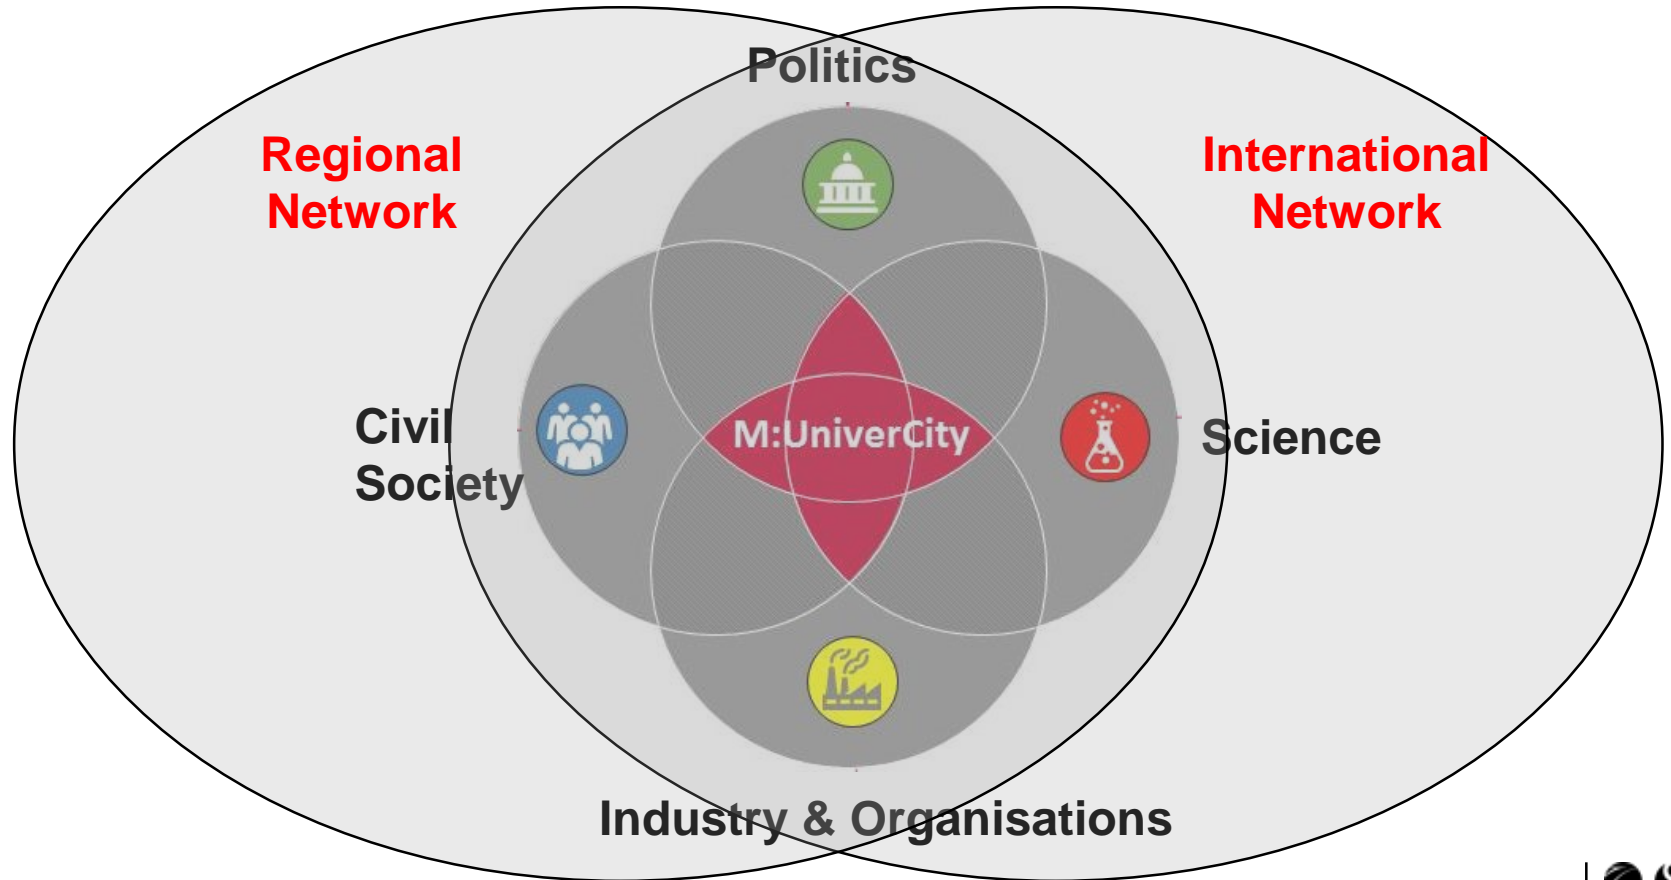 Politics
Regional
Network
International
Network
Civil
Society
M:UniverCity
Science
Industry & Organisations